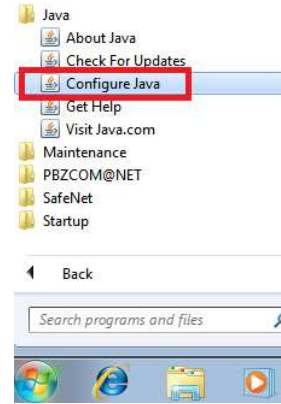 Java
About Java
Check For Updates
Configure Java
Get Help
Visit Java.com
Maintenance
PBZCOM@NET
SafeNet
Startup
Back
Search programs and files